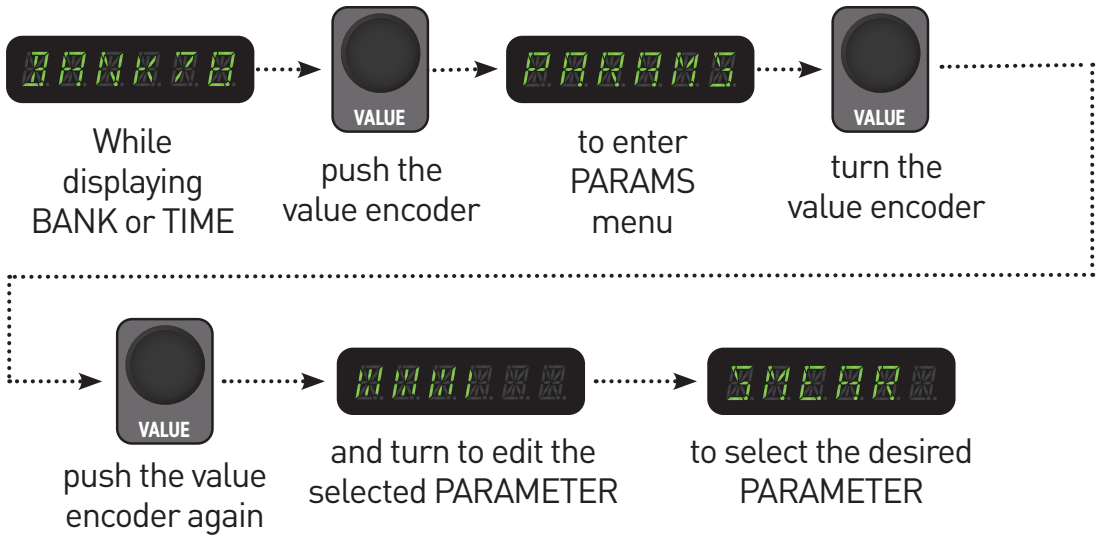 BANK78
VALUE
PARAMS
VALUE
While
displaying
BANK or TIME
push the
value encoder
to enter
PARAMS
menu
turn the
value encoder
VALUE
SMEAR
push the value
encoder again
and turn to edit the
selected PARAMETER
to select the desired
PARAMETER